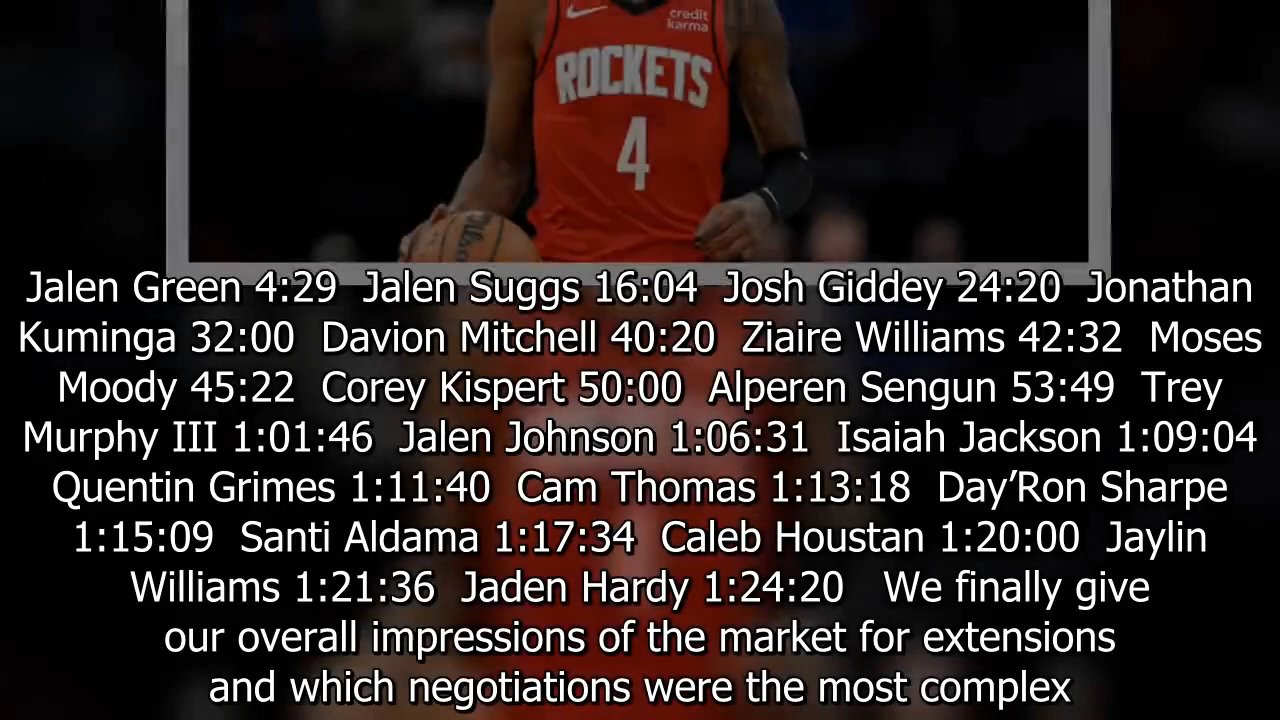 credit
karma
ROCKETS
4
Jalen Green 4:29  Jalen Suggs 16:04  Josh Giddey 24:20  Jonathan
Kuminga 32:00  Davion Mitchell 40:20  Ziaire Williams 42:32  Moses
Moody 45:22  Corey Kispert 50:00  Alperen Sengun 53:49  Trey
Murphy III 1:01:46  Jalen Johnson 1:06:31  Isaiah Jackson 1:09:04
Quentin Grimes 1:11:40  Cam Thomas 1:13:18  Day’Ron Sharpe
1:15:09  Santi Aldama 1:17:34  Caleb Houstan 1:20:00  Jaylin
Williams 1:21:36  Jaden Hardy 1:24:20   We finally give
our overall impressions of the market for extensions
and which negotiations were the most complex